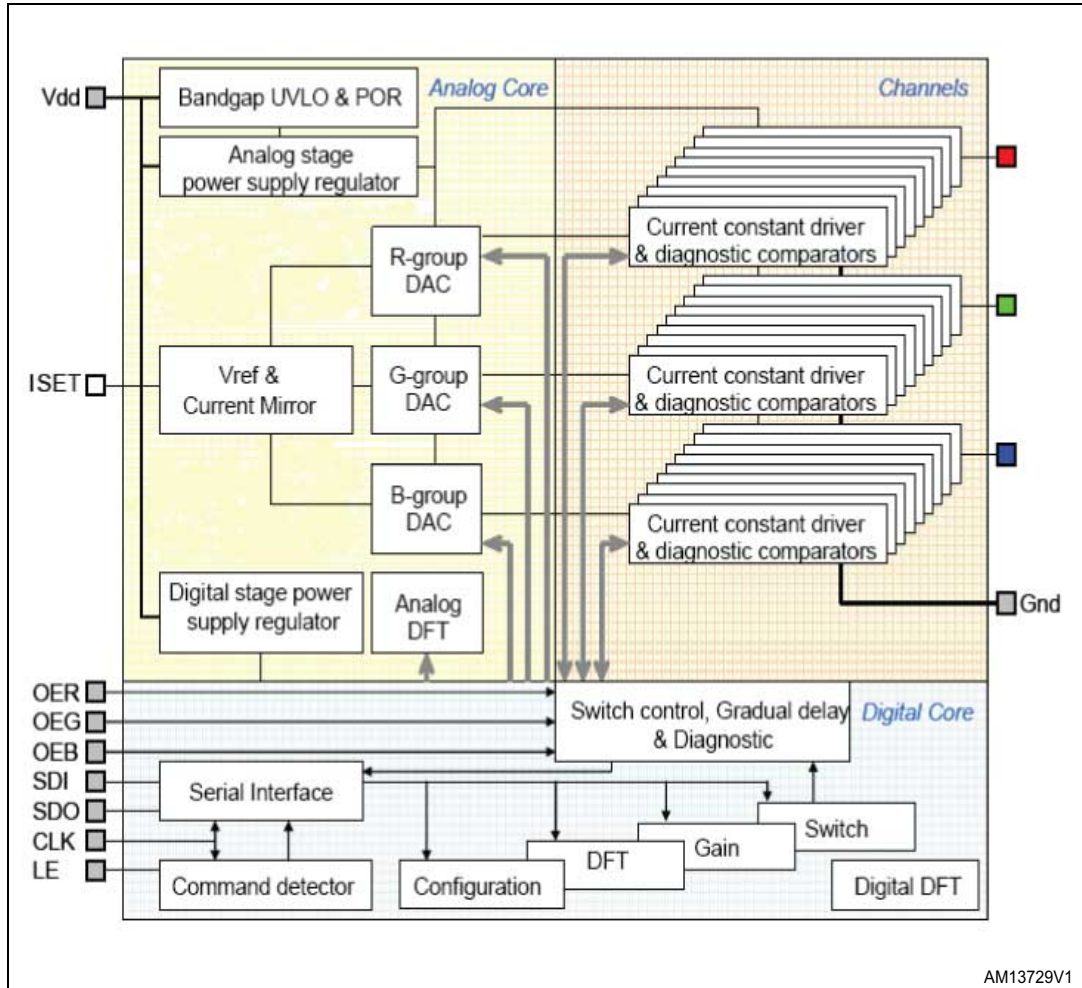 Vdd
Bandgap UVLO & POR
Analog Core
Channels
Analog stage
power supply regulator
R-group
DAC
Current constant driver
& diagnostic comparators
ISET
Vref &
Current Mirror
G-group
DAC
Current constant driver
& diagnostic comparators
B-group
DAC
Current constant driver
& diagnostic comparators
Digital stage power
supply regulator
Analog
DFT
Gnd
OER
OEG
OEB
Switch control, Gradual delay
& Diagnostic
Digital Core
SDI
SDO
CLK
LE
Serial Interface
Command detector
Configuration
DFT
Gain
Switch
Digital DFT
AM13729V1